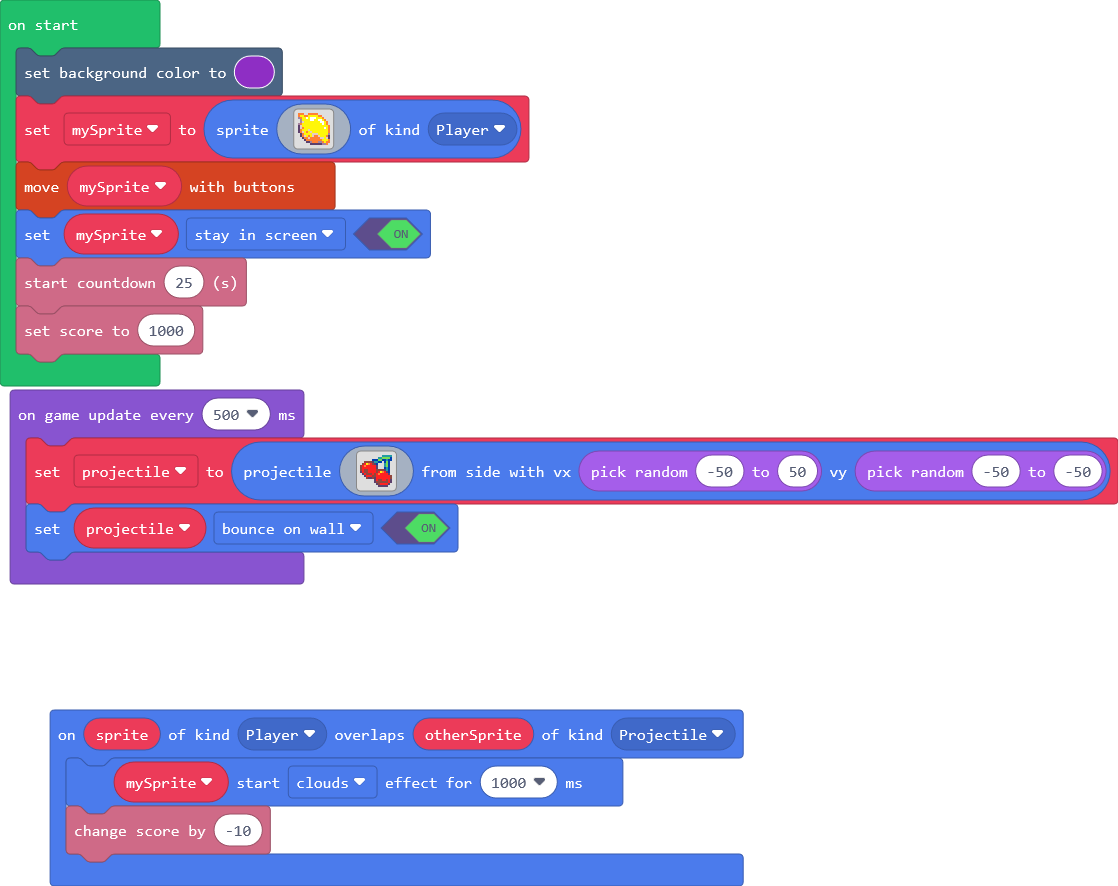 on start
set background color to
set mySprite to sprite of kind Player
move mySprite with buttons
set mySprite stay in screen ON
start countdown 25 (s)
set score to 1000
on game update every 500 ms
set projectile to projectile from side with vx pick random -50 to 50 vy pick random -50 to -50
set projectile bounce on wall ON
on sprite of kind Player overlaps otherSprite of kind Projectile
mySprite start clouds effect for 1000 ms
change score by -10